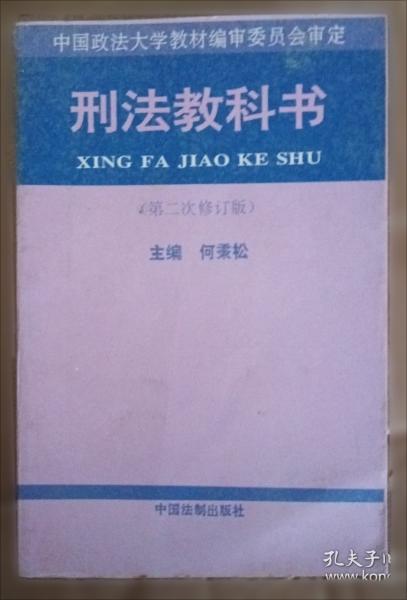 中国政法大学教材编审委员会审定
刑法教科书
XING FA JIAO KE SHU
(第二次修订版)
主编 何秉松
中国法制出版社
孔夫子
www.kon